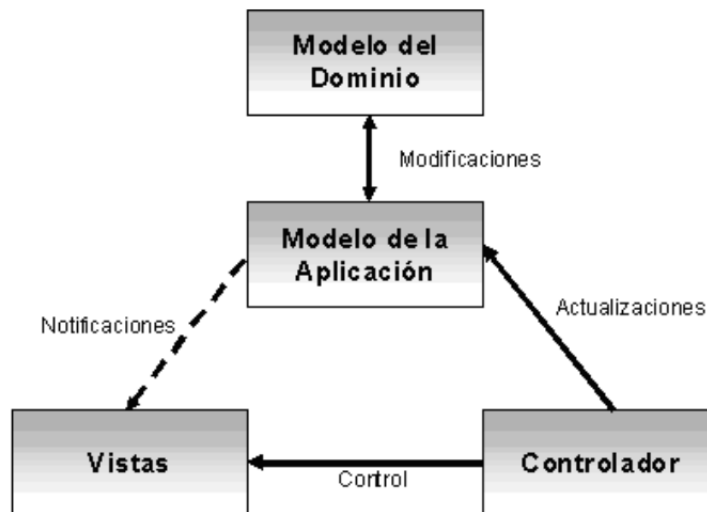 Modelo del
Dominio
Modificaciones
Modelo de la
Aplicación
Notificaciones
Actualizaciones
Vistas
Control
Controlador